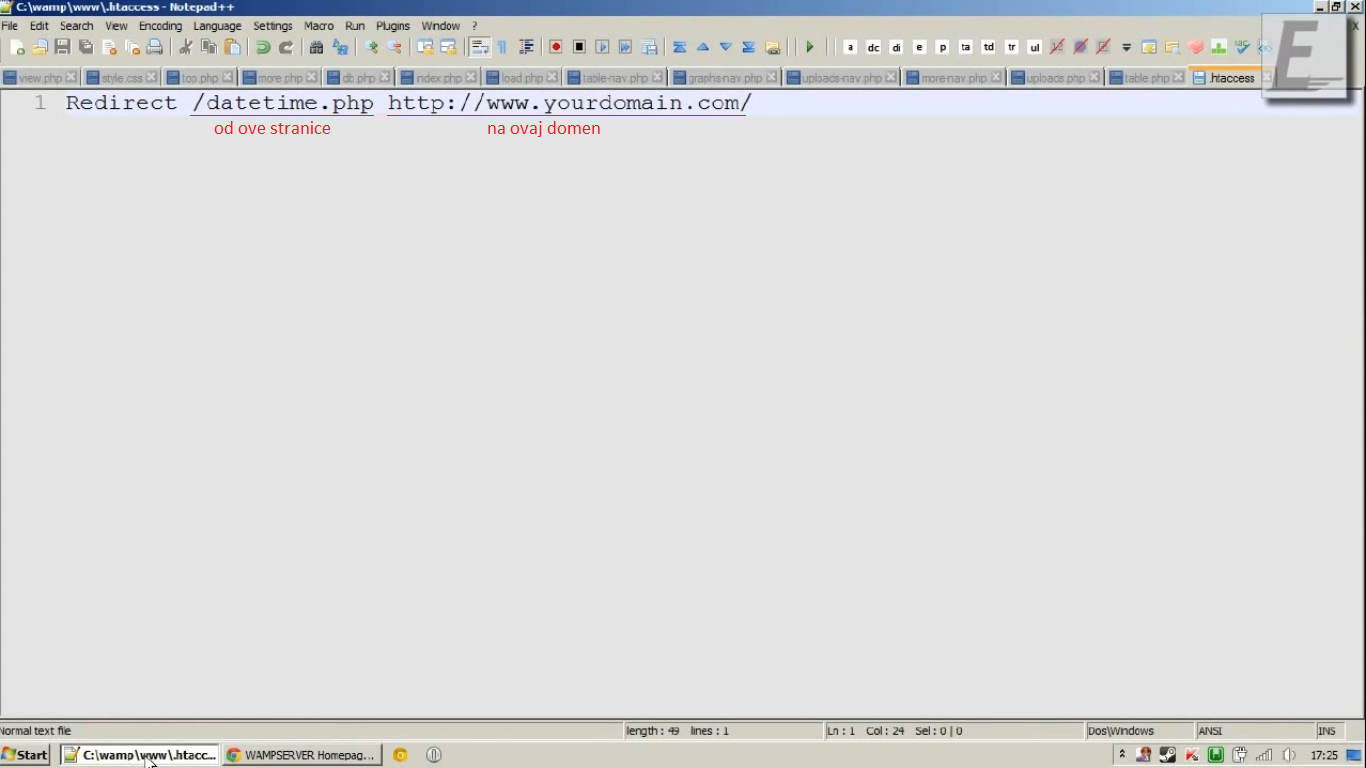 C:\wamp\www\.htaccess - Notepad++
File Edit Search View Encoding Language Settings Macro Run Plugins Window ?
a dc di e p ta td tr ul
view.php style.css top.php more.php db.php index.php load.php table-nav.php graphs-nav.php uploads-nav.php more-nav.php uploads.php table.php .htaccess
E
1 Redirect /datetime.php http://www.yourdomain.com/
od ove stranice na ovaj domen
Normal text file length : 49 lines : 1 Ln : 1 Col : 24 Sel : 0 | 0 Dos\Windows ANSI INS
Start C:\wamp\www\.htacc... WAMPSERVER Homepag... 17:25